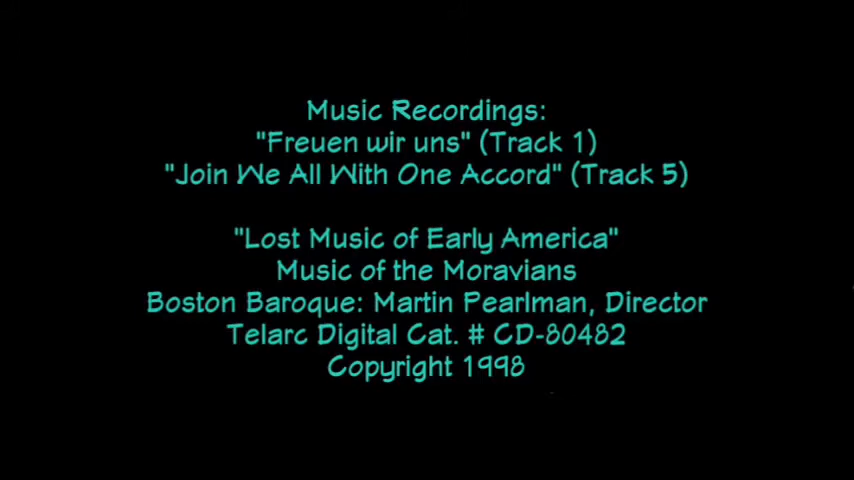 Music Recordings:
"Freuen wir uns" (Track 1)
"Join We All With One Accord" (Track 5)
"Lost Music of Early America"
Music of the Moravians
Boston Baroque: Martin Pearlman, Director
Telarc Digital Cat. # CD-80482
Copyright 1998